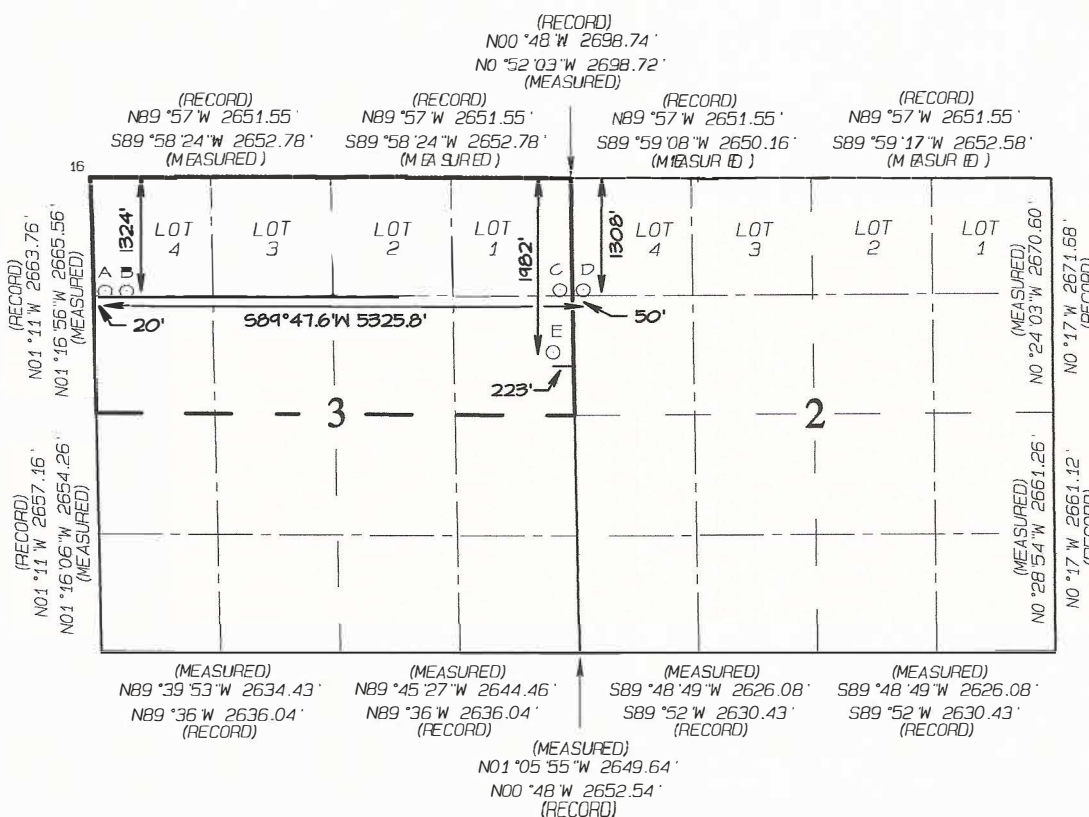 (RECORD)
N00°48'W 2698.74'
N0°52'03"W 2698.72'
(MEASURED)
(RECORD)
N89°57'W 2651.55'
S89°58'24"W 2652.78'
(MEASURED)
(RECORD)
N89°57'W 2651.55'
S89°58'24"W 2652.78'
(MEASURED)
(RECORD)
N89°57'W 2651.55'
S89°59'08"W 2650.16'
(MEASURED)
(RECORD)
N89°57'W 2651.55'
S89°59'17"W 2652.58'
(MEASURED)
16
(RECORD)
N01°11'W 2663.76'
N01°16'56"W 2665.56'
(MEASURED)
1324'
LOT
4
LOT
3
LOT
2
LOT
1
1982'
1308'
LOT
4
LOT
3
LOT
2
LOT
1
(MEASURED)
N0°24'03"W 2670.60'
N0°17'W 2671.68'
(RECORD)
A B
C D
20'
S89°47.6'W 5325.8'
50'
E
223'
3
2
(RECORD)
N01°11'W 2657.16'
N01°16'06"W 2654.26'
(MEASURED)
(MEASURED)
N0°28'54"W 2661.26'
N0°17'W 2661.12'
(RECORD)
(MEASURED)
N89°39'53"W 2634.43'
N89°36'W 2636.04'
(RECORD)
(MEASURED)
N89°45'27"W 2644.46'
N89°36'W 2636.04'
(RECORD)
(MEASURED)
S89°48'49"W 2626.08'
S89°52'W 2630.43'
(RECORD)
(MEASURED)
S89°48'49"W 2626.08'
S89°52'W 2630.43'
(RECORD)
(MEASURED)
N01°05'55"W 2649.64'
N00°48'W 2652.54'
(RECORD)